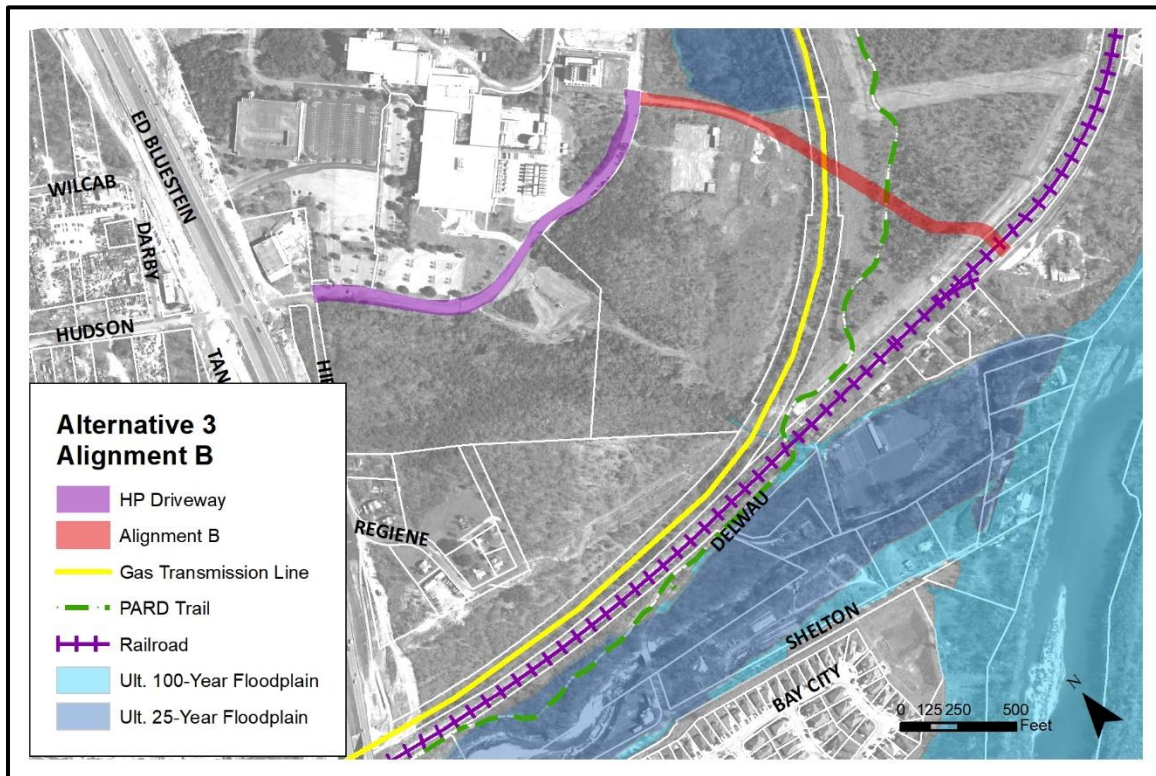 ED BLUESTEIN
WILCAB
DARBY
HUDSON
TAN
HIR
Alternative 3
Alignment B
HP Driveway
Alignment B
Gas Transmission Line
PARD Trail
Railroad
Ult. 100-Year Floodplain
Ult. 25-Year Floodplain
REGIENE
DELWAU
SHELTON
BAY CITY
N
0 125 250 500
Feet